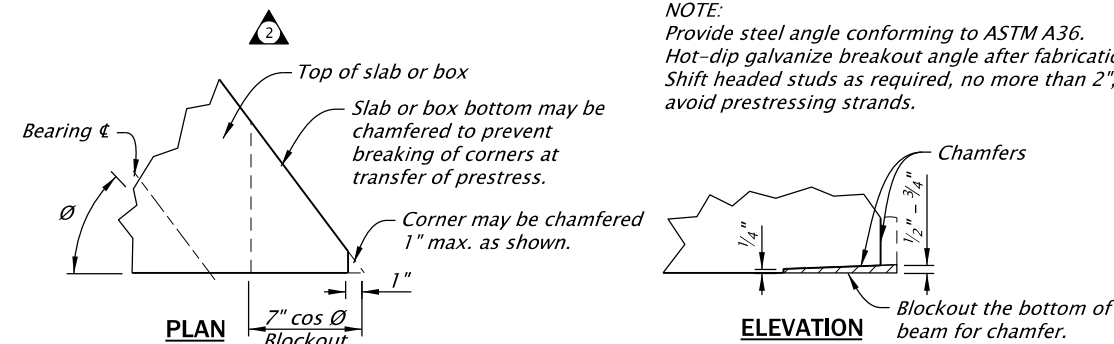 2
Top of slab or box
Slab or box bottom may be
chamfered to prevent
breaking of corners at
transfer of prestress.
Bearing ℄
Ø
Corner may be chamfered
1" max. as shown.
1"
7" cos Ø
Blockout
PLAN
NOTE:
Provide steel angle conforming to ASTM A36.
Hot-dip galvanize breakout angle after
Shift headed studs as required, no more than 2",
avoid prestressing strands.
Chamfers
¼"
½" - ¾"
Blockout the bottom of
beam for chamfer.
ELEVATION